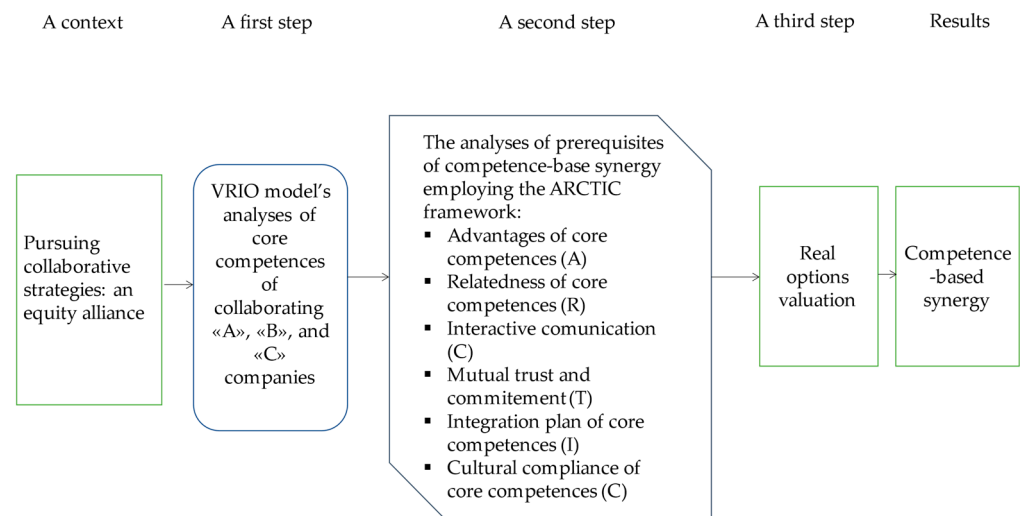 A context
A first step
A second step
A third step
Results
Pursuing
collaborative
strategies: an
equity alliance
VRIO model's
analyses of
core
competences
of
collaborating
«A», «B», and
«C»
companies
The analyses of prerequisites
of competence-base synergy
employing the ARCTIC
framework:
▪ Advantages of core
competences (A)
▪ Relatedness of core
competences (R)
▪ Interactive comunication
(C)
▪ Mutual trust and
commitement (T)
▪ Integration plan of core
competences (I)
▪ Cultural compliance of
core competences (C)
Real
options
valuation
Competence
-based
synergy